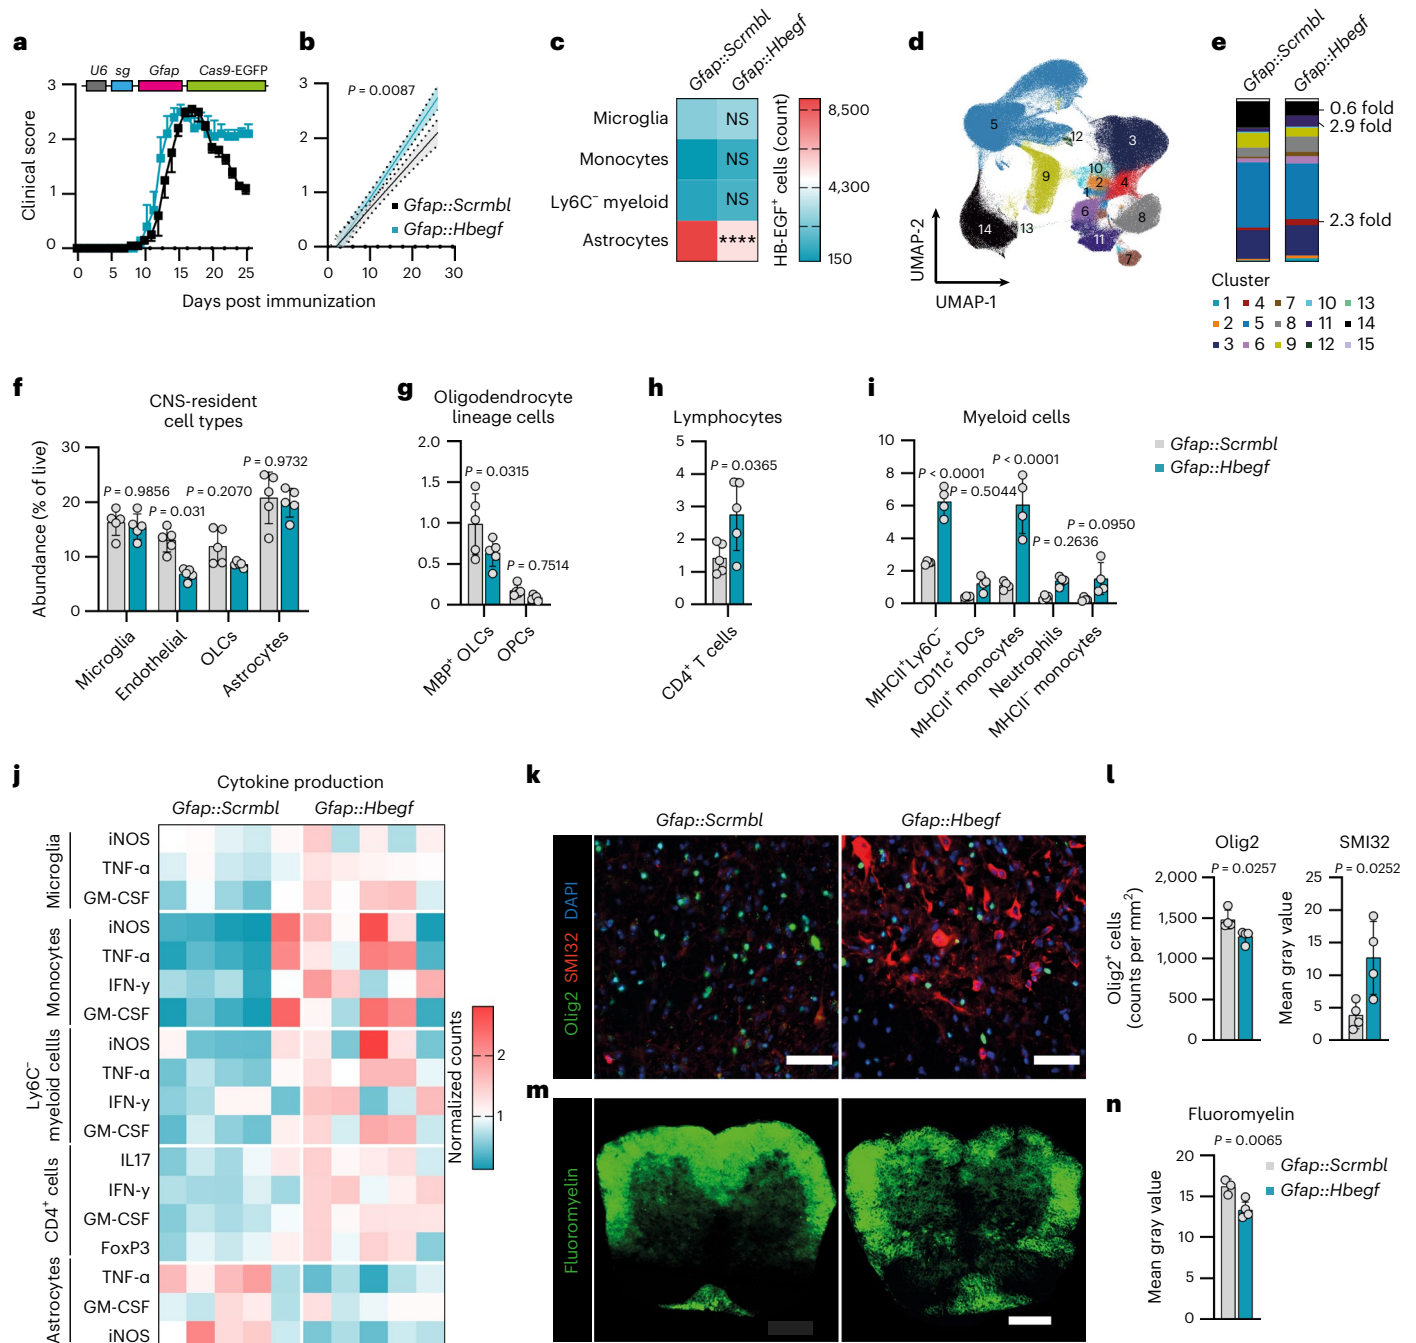 a
U6 sg Gfap Cas9-EGFP
Clinical score
3
2
1
0
0 5 10 15 20 25
b
P = 0.0087
3
2
1
0
Gfap::Scrmbl
Gfap::Hbegf
0 10 20 30
Days post immunization
c
Gfap::Scrmbl
Gfap::Hbegf
Microglia
NS
Monocytes
NS
Ly6C⁻ myeloid
NS
Astrocytes
****
HB-EGF⁺ cells (count)
8,500
4,300
150
d
5
12
3
10
9
2
4
1
6
8
14
13
11
7
UMAP-2
UMAP-1
e
Gfap::Scrmbl
Gfap::Hbegf
0.6 fold
2.9 fold
2.3 fold
Cluster
1 4 7 10 13
2 5 8 11 14
3 6 9 12 15
f
CNS-resident
cell types
Abundance (% of live)
30
20
10
0
P = 0.9856
P = 0.031
P = 0.2070
P = 0.9732
Microglia
Endothelial
OLCs
Astrocytes
g
Oligodendrocyte
lineage cells
2.0
1.5
1.0
0.5
0
P = 0.0315
P = 0.7514
MBP⁺ OLCs
OPCs
h
Lymphocytes
5
4
3
2
1
0
P = 0.0365
CD4⁺ T cells
i
Myeloid cells
10
8
6
4
2
0
P < 0.0001
P = 0.5044
P < 0.0001
P = 0.2636
P = 0.0950
MHCII⁺Ly6C⁻
CD11c⁺ DCs
MHCII⁺ monocytes
Neutrophils
MHCII⁻ monocytes
Gfap::Scrmbl
Gfap::Hbegf
j
Cytokine production
Gfap::Scrmbl Gfap::Hbegf
Microglia
iNOS
TNF-α
GM-CSF
Monocytes
iNOS
TNF-α
IFN-γ
GM-CSF
Ly6C⁻
myeloid cellls
iNOS
TNF-α
IFN-γ
GM-CSF
CD4⁺ cells
IL17
IFN-γ
GM-CSF
FoxP3
Astrocytes
TNF-α
GM-CSF
iNOS
Normalized counts
2
1
k
Gfap::Scrmbl Gfap::Hbegf
Olig2 SMI32 DAPI
l
Olig2
P = 0.0257
Olig2⁺ cells
(counts per mm²)
2,000
1,500
1,000
500
0
SMI32
P = 0.0252
Mean gray value
25
20
15
10
5
0
m
Fluoromyelin
n
Fluoromyelin
P = 0.0065
Mean gray value
20
15
10
5
0
Gfap::Scrmbl
Gfap::Hbegf